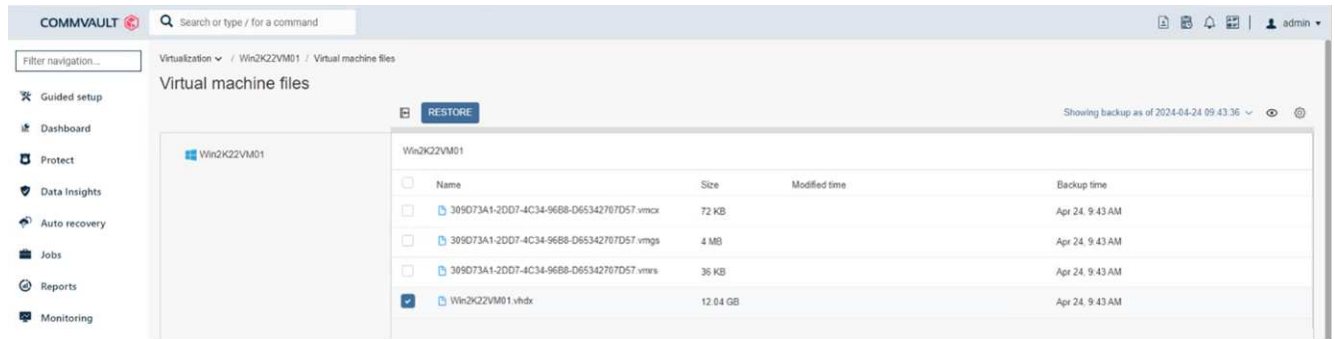 COMMVAULT Search or type / for a command admin
Filter navigation... Virtualization / Win2K22VM01 / Virtual machine files
Virtual machine files
Guided setup
RESTORE Showing backup as of 2024-04-24 09:43:36
Dashboard
Protect Win2K22VM01 Win2K22VM01
Data Insights Name Size Modified time Backup time
Auto recovery 309D73A1-2DD7-4C34-96B8-D65342707D57.vmcx 72 KB Apr 24, 9:43 AM
Jobs 309D73A1-2DD7-4C34-96B8-D65342707D57.vmgs 4 MB Apr 24, 9:43 AM
Reports 309D73A1-2DD7-4C34-96B8-D65342707D57.vmrs 36 KB Apr 24, 9:43 AM
Monitoring Win2K22VM01.vhdx 12.04 GB Apr 24, 9:43 AM